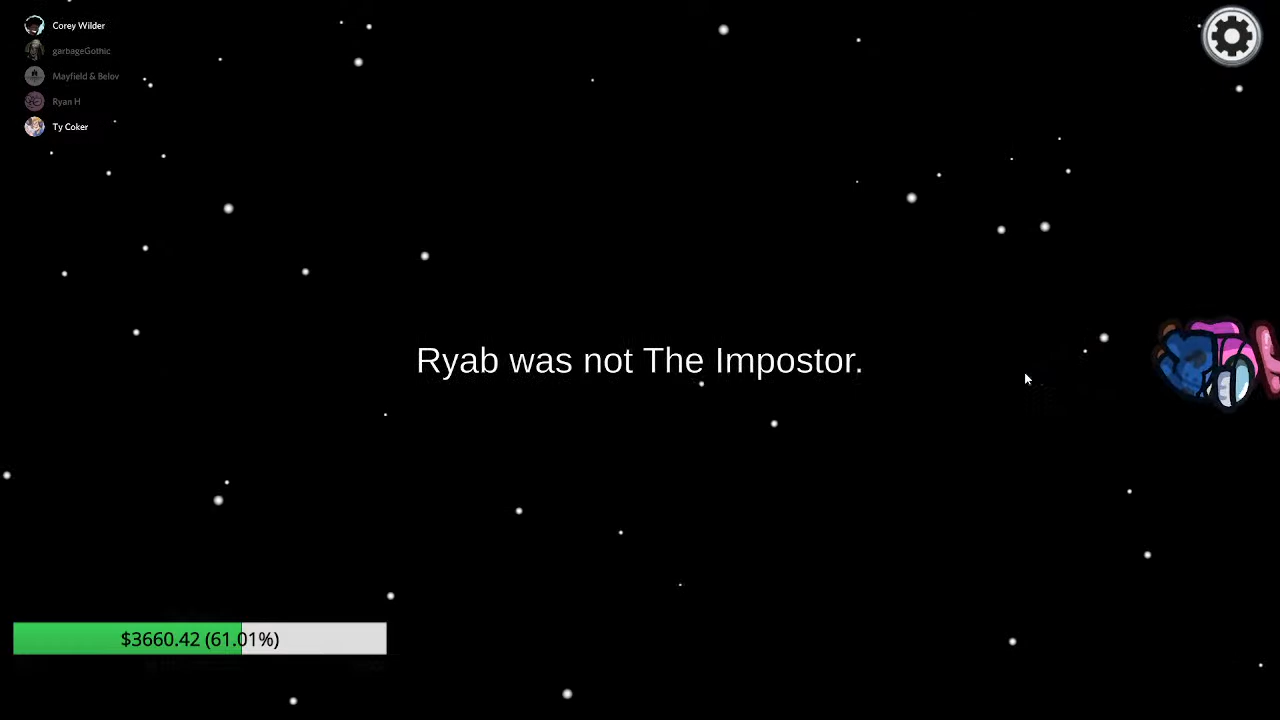 Corey Wilder
garbageGothic
Mayfield & Belov
Ryan H
Ty Coker
Ryab was not The Impostor.
$3660.42 (61.01%)